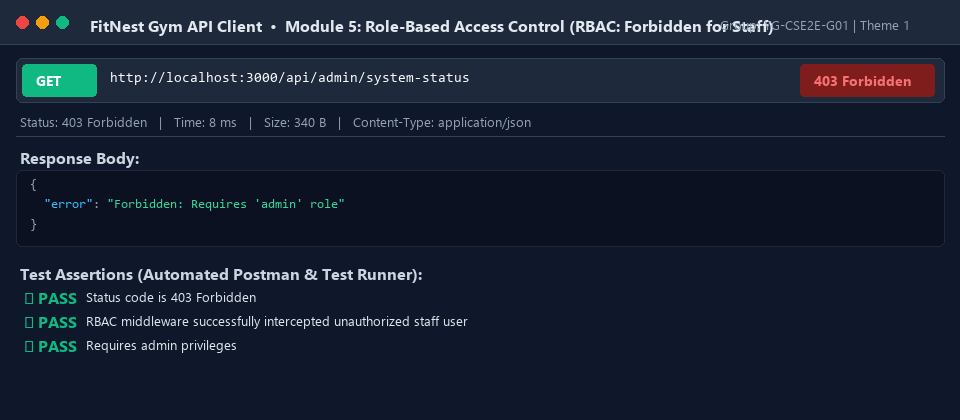 FitNest Gym API Client • Module 5: Role-Based Access Control (RBAC: Forbidden for Staff)
G-CSE2E-G01 | Theme 1
GET http://localhost:3000/api/admin/system-status 403 Forbidden
Status: 403 Forbidden | Time: 8 ms | Size: 340 B | Content-Type: application/json
Response Body:
{
"error": "Forbidden: Requires 'admin' role"
}
Test Assertions (Automated Postman & Test Runner):
PASS Status code is 403 Forbidden
PASS RBAC middleware successfully intercepted unauthorized staff user
PASS Requires admin privileges